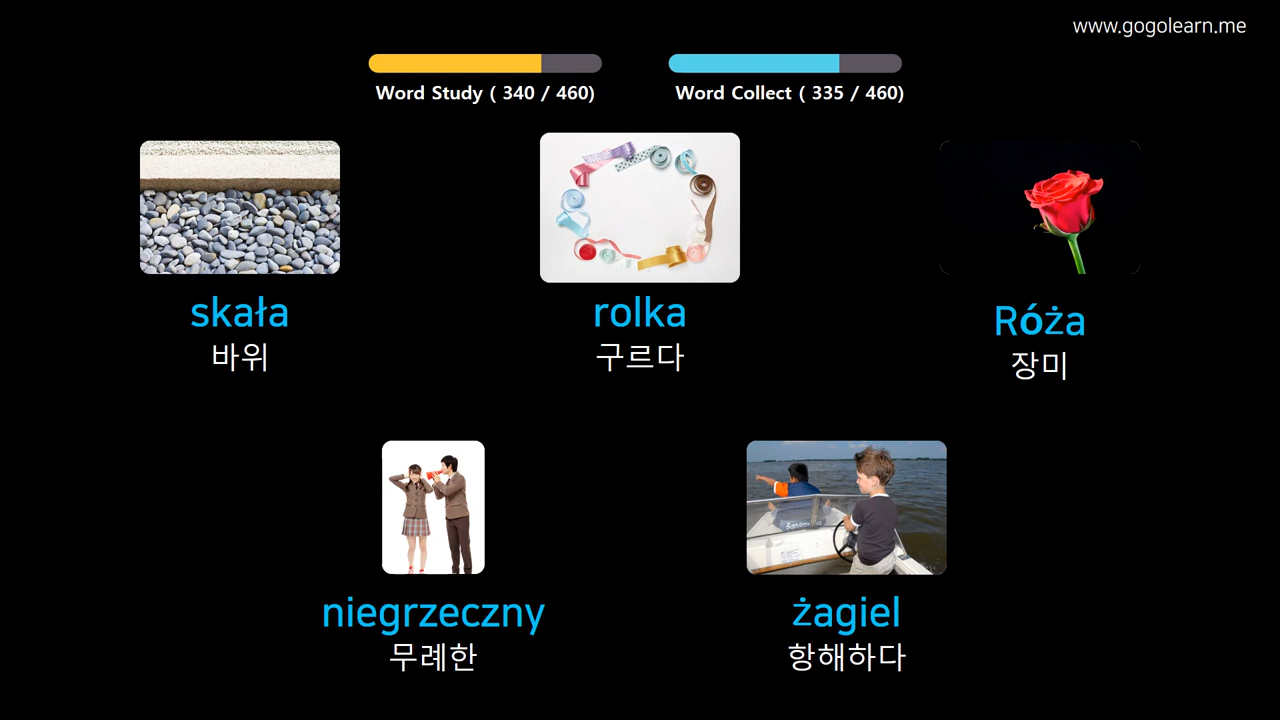 www.gogolearn.me
Word Study ( 340 / 460)
Word Collect ( 335 / 460)
skała
바위
rolka
구르다
Róża
장미
niegrzeczny
무례한
żagiel
항해하다